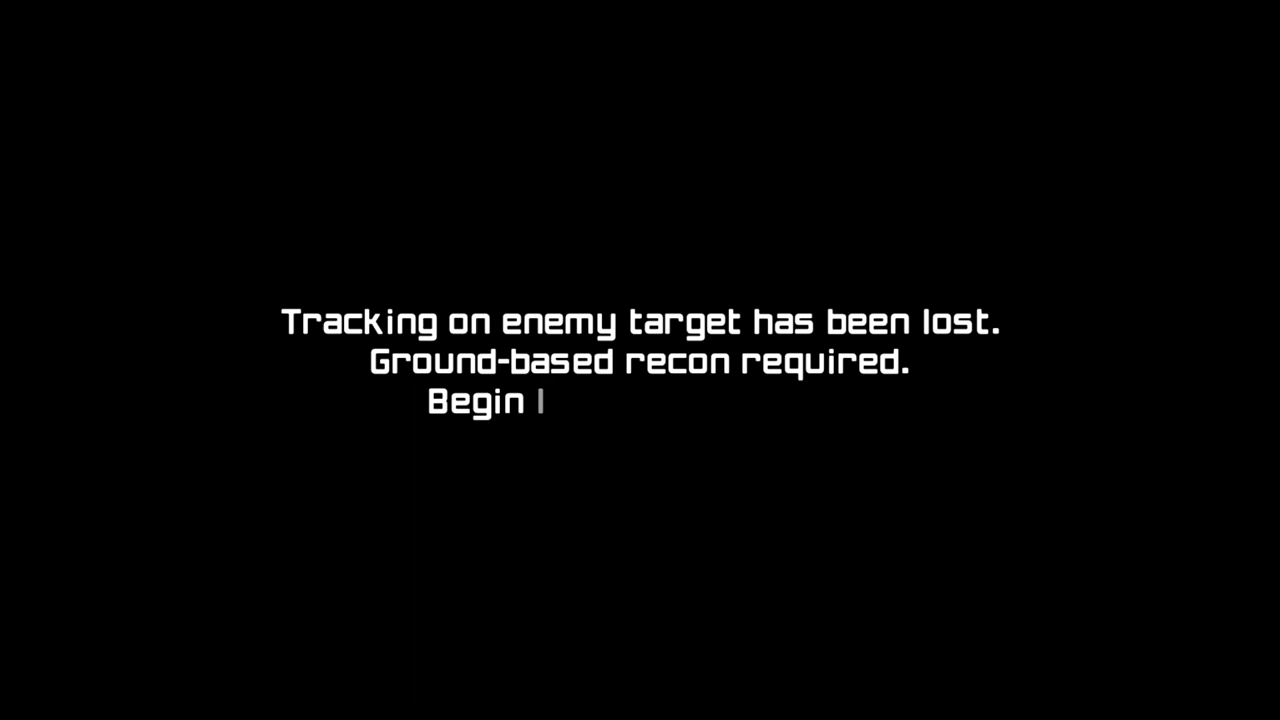 Tracking on enemy target has been lost.
Ground-based recon required.
Begin l